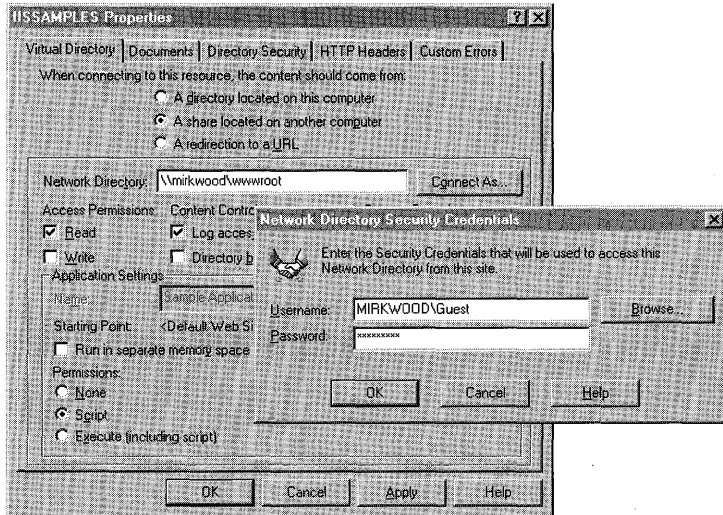 IISSAMPLES Properties
Virtual Directory Documents Directory Security HTTP Headers Custom Errors
When connecting to this resource, the content should come from:
A directory located on this computer
A share located on another computer
A redirection to a URL
Network Directory: \\mirkwood\wwwroot Connect As...
Access Permissions Content Contro
Read Log acces
Write Directory b
Application Settings
Name: Sample Applicat
Starting Point: <Default Web Si
Run in separate memory space
Permissions:
None
Script
Execute (including script)
OK Cancel Apply Help
Network Directory Security Credentials
Enter the Security Credentials that will be used to access this
Network Directory from this site.
Username: MIRKWOOD\Guest Browse...
Password: xxxxxxxxx
OK Cancel Help